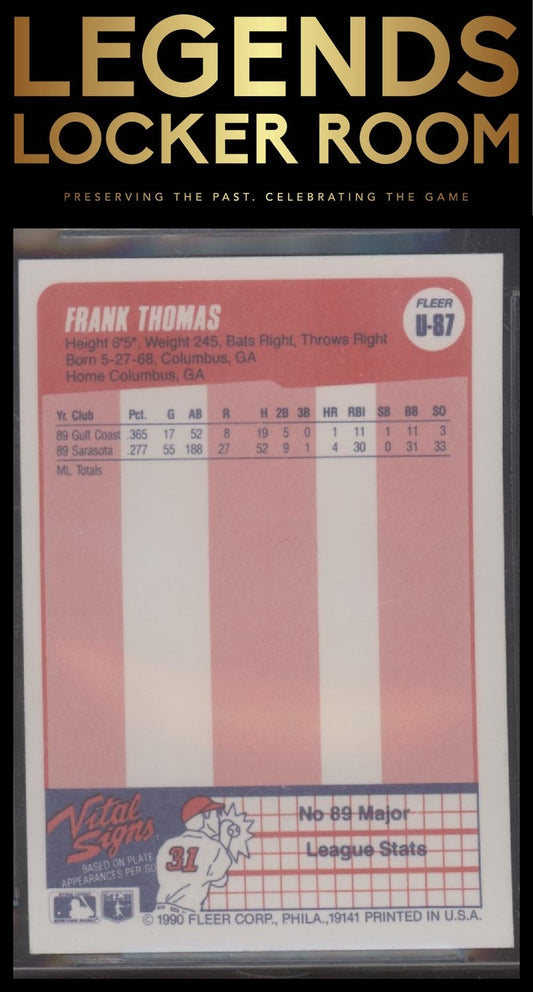 LEGENDS
LOCKER ROOM
PRESERVING THE PAST. CELEBRATING THE GAME
FRANK THOMAS
FLEER
U-87
Height 6'5", Weight 245, Bats Right, Throws Right
Born 5-27-68, Columbus, GA
Home Columbus, GA
Yr. Club Pct. G AB R H 2B 3B HR RBI SB BB SO
89 Gulf Coast .365 17 52 8 19 5 0 1 11 1 11 3
89 Sarasota .277 55 188 27 52 9 1 4 30 0 31 33
ML Totals
Vital
Signs
BASED ON PLATE
APPEARANCES PER SO
31
No 89 Major
League Stats
© 1990 FLEER CORP., PHILA., 19141 PRINTED IN U.S.A.